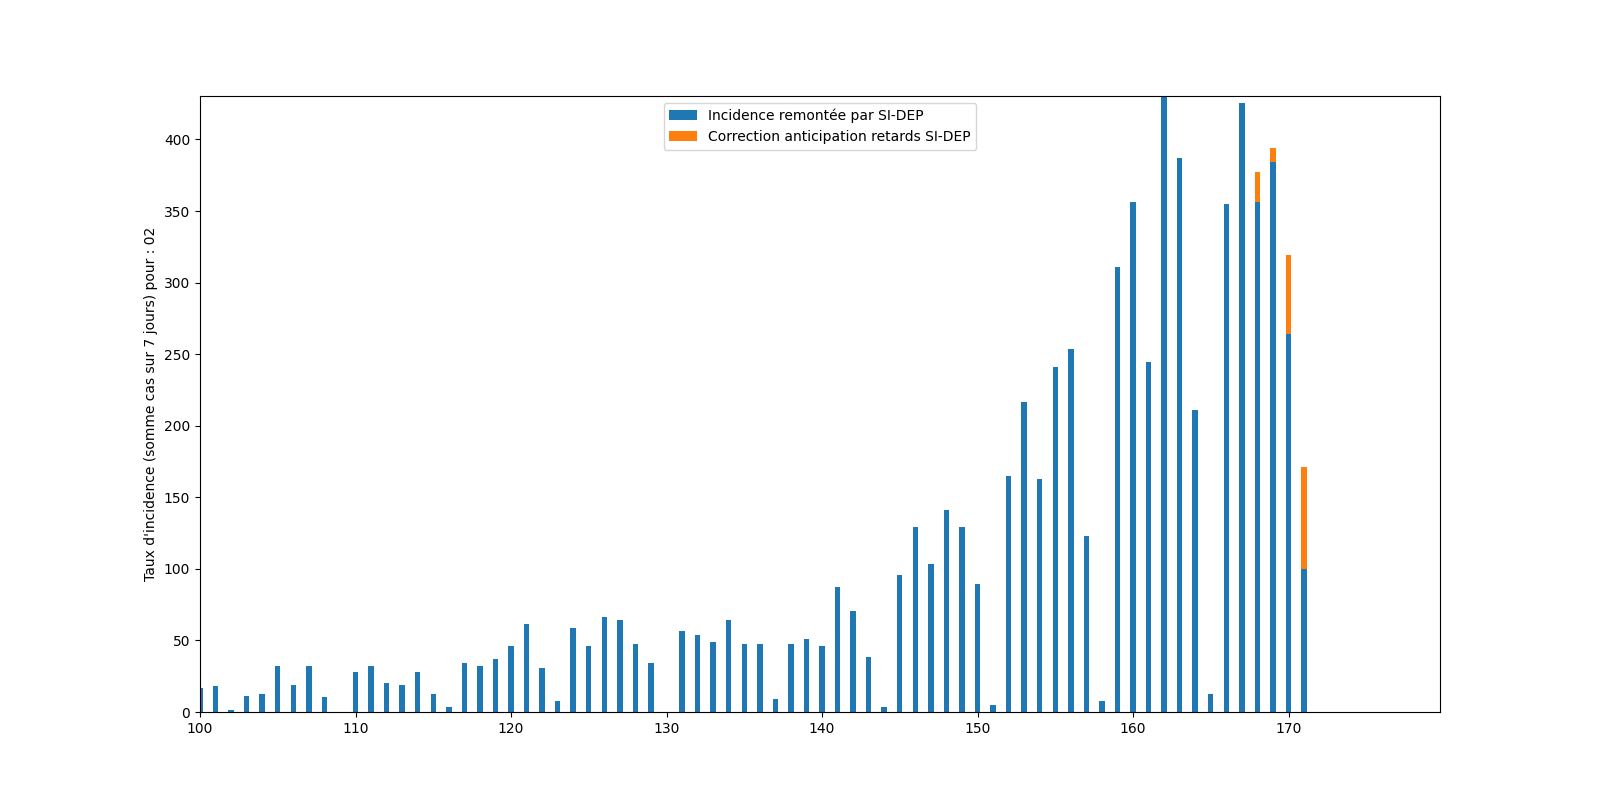 Incidence remontée par SI-DEP
Correction anticipation retards SI-DEP
Taux d'incidence (somme cas sur 7 jours) pour : 02
400
350
300
250
200
150
100
50
0
100 110 120 130 140 150 160 170